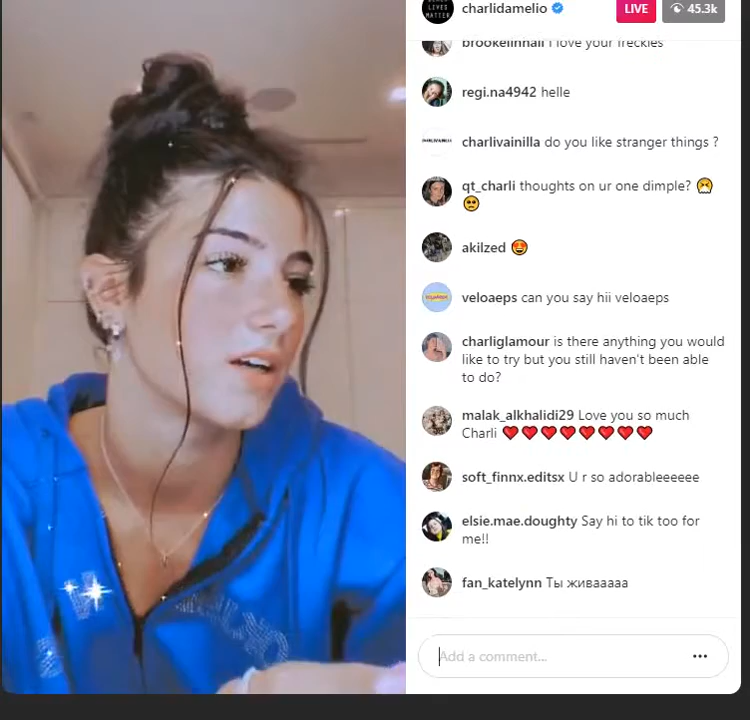 LIVES
MATTER
charlidamelio
LIVE
45.3k
brookelinhall I love your freckles
regi.na4942 helle
charlivainilla do you like stranger things ?
qt_charli thoughts on ur one dimple? 🤭
🥺
akilzed 🤩
veloaeps can you say hii veloaeps
charliglamour is there anything you would
like to try but you still haven't been able
to do?
malak_alkhalidi29 Love you so much
Charli ❤️❤️❤️❤️❤️❤️❤️❤️
soft_finnx.editsx U r so adorableeeeee
elsie.mae.doughty Say hi to tik too for
me!!
fan_katelynn Ты живааааа
Add a comment...